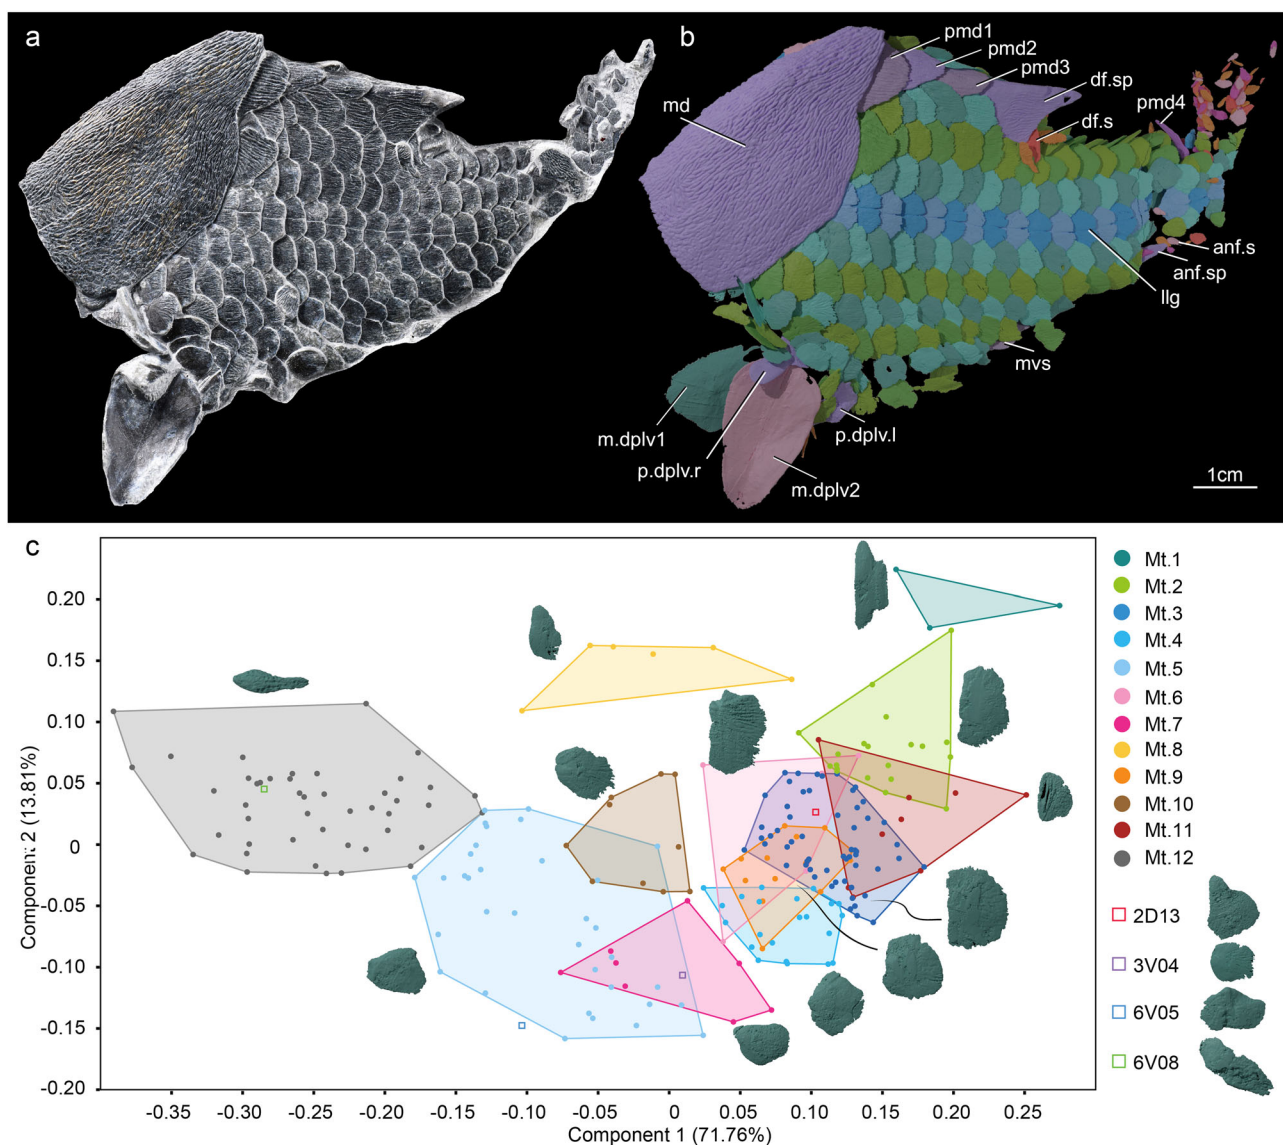 a
b
pmd1
pmd2
pmd3
df.sp
md
pmd4
df.s
anf.s
anf.sp
llg
mvs
m.dplv1
p.dplv.l
p.dplv.r
m.dplv2
1cm
c
0.20
0.15
0.10
0.05
0
-0.05
-0.10
-0.15
-0.20
Component 2 (13.81%)
-0.35 -0.30 -0.25 -0.20 -0.15 -0.10 -0.05 0 0.05 0.10 0.15 0.20 0.25
Component 1 (71.76%)
Mt.1
Mt.2
Mt.3
Mt.4
Mt.5
Mt.6
Mt.7
Mt.8
Mt.9
Mt.10
Mt.11
Mt.12
2D13
3V04
6V05
6V08